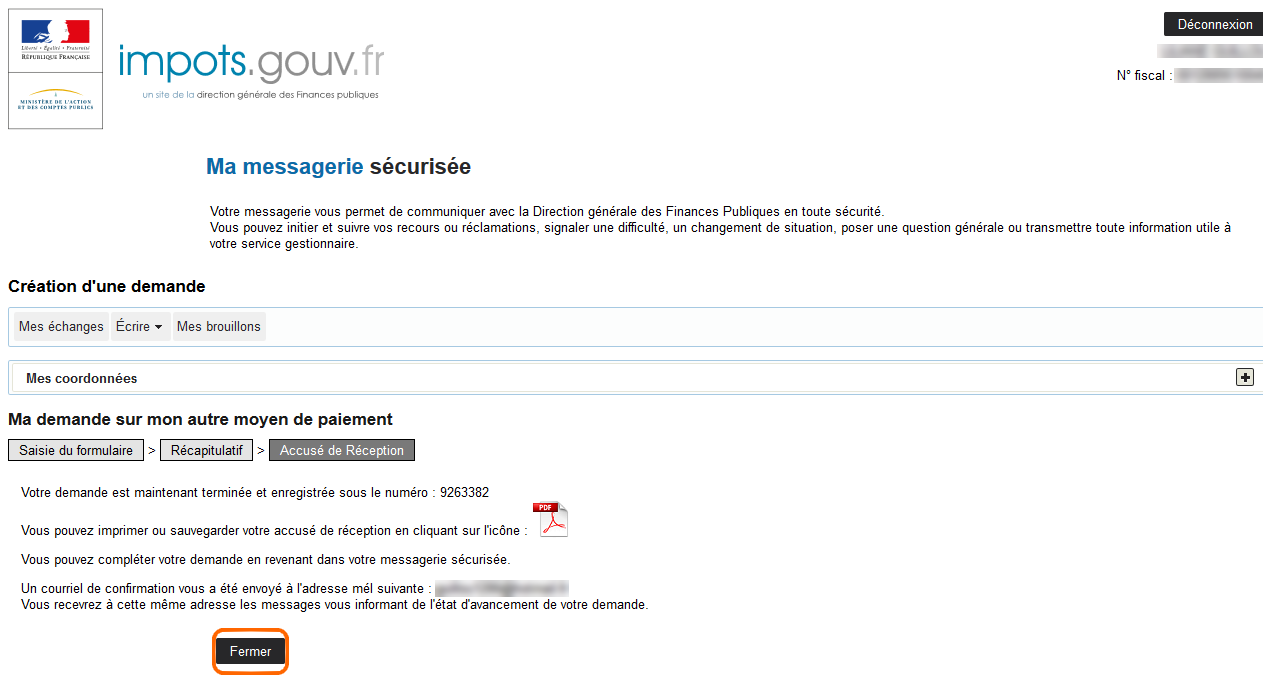 Liberté • Égalité • Fraternité
RÉPUBLIQUE FRANÇAISE
MINISTÈRE DE L'ACTION
ET DES COMPTES PUBLICS
impots.gouv.fr
un site de la direction générale des Finances publiques
Déconnexion
N° fiscal :
Ma messagerie sécurisée
Votre messagerie vous permet de communiquer avec la Direction générale des Finances Publiques en toute sécurité.
Vous pouvez initier et suivre vos recours ou réclamations, signaler une difficulté, un changement de situation, poser une question générale ou transmettre toute information utile à
votre service gestionnaire.
Création d'une demande
Mes échanges Écrire Mes brouillons
Mes coordonnées
Ma demande sur mon autre moyen de paiement
Saisie du formulaire > Récapitulatif > Accusé de Réception
Votre demande est maintenant terminée et enregistrée sous le numéro : 9263382
PDF
Vous pouvez imprimer ou sauvegarder votre accusé de réception en cliquant sur l'icône :
Vous pouvez compléter votre demande en revenant dans votre messagerie sécurisée.
Un courriel de confirmation vous a été envoyé à l'adresse mél suivante :
Vous recevrez à cette même adresse les messages vous informant de l'état d'avancement de votre demande.
Fermer